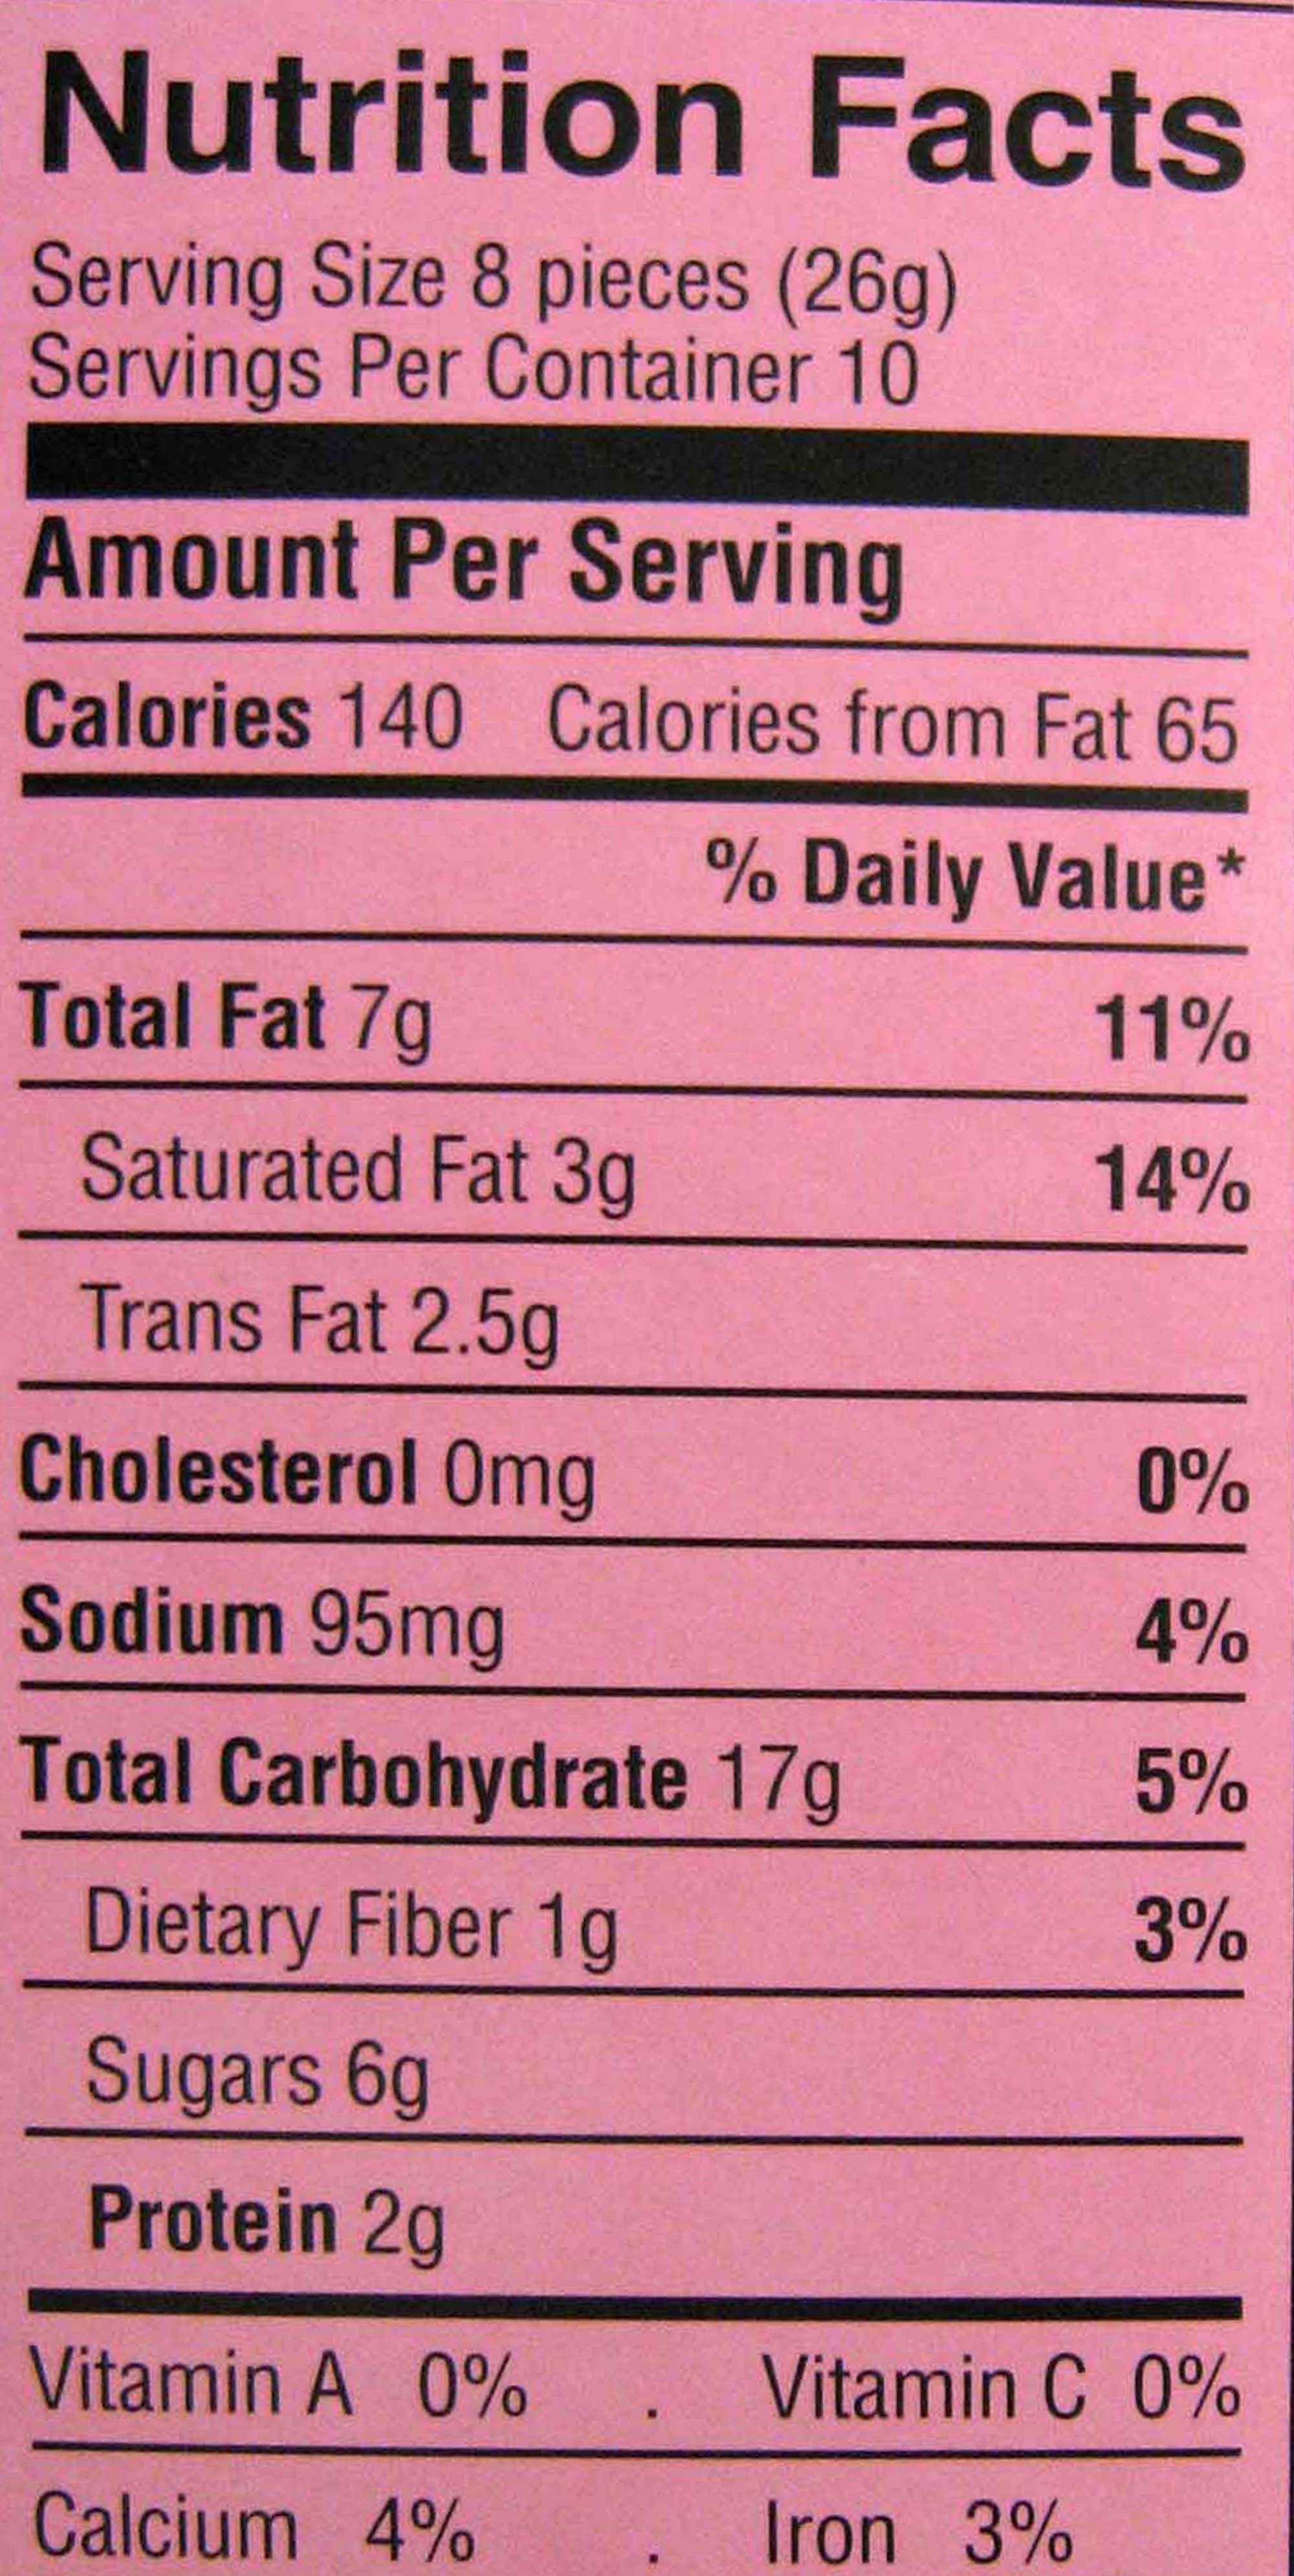 Nutrition Facts
Serving Size 8 pieces (26g)
Servings Per Container 10
Amount Per Serving
Calories 140 Calories from Fat 65
% Daily Value*
Total Fat 7g 11%
Saturated Fat 3g 14%
Trans Fat 2.5g
Cholesterol 0mg 0%
Sodium 95mg 4%
Total Carbohydrate 17g 5%
Dietary Fiber 1g 3%
Sugars 6g
Protein 2g
Vitamin A 0% . Vitamin C 0%
Calcium 4% . Iron 3%